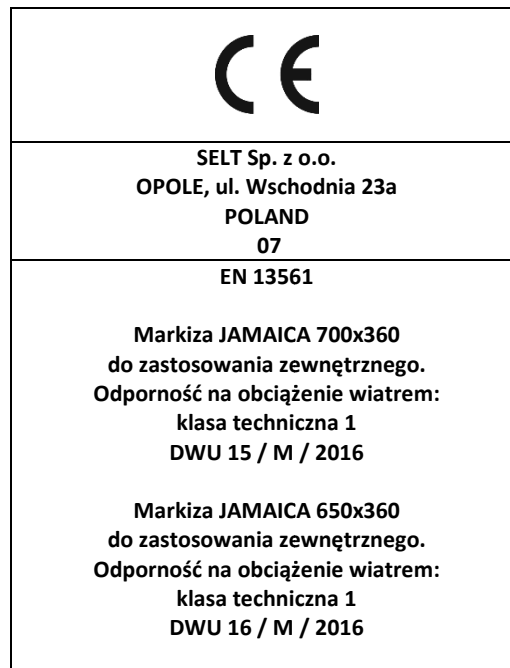 CE
SELT Sp. z o.o.
OPOLE, ul. Wschodnia 23a
POLAND
07
EN 13561
Markiza JAMAICA 700x360
do zastosowania zewnętrznego.
Odporność na obciążenie wiatrem:
klasa techniczna 1
DWU 15 / M / 2016
Markiza JAMAICA 650x360
do zastosowania zewnętrznego.
Odporność na obciążenie wiatrem:
klasa techniczna 1
DWU 16 / M / 2016